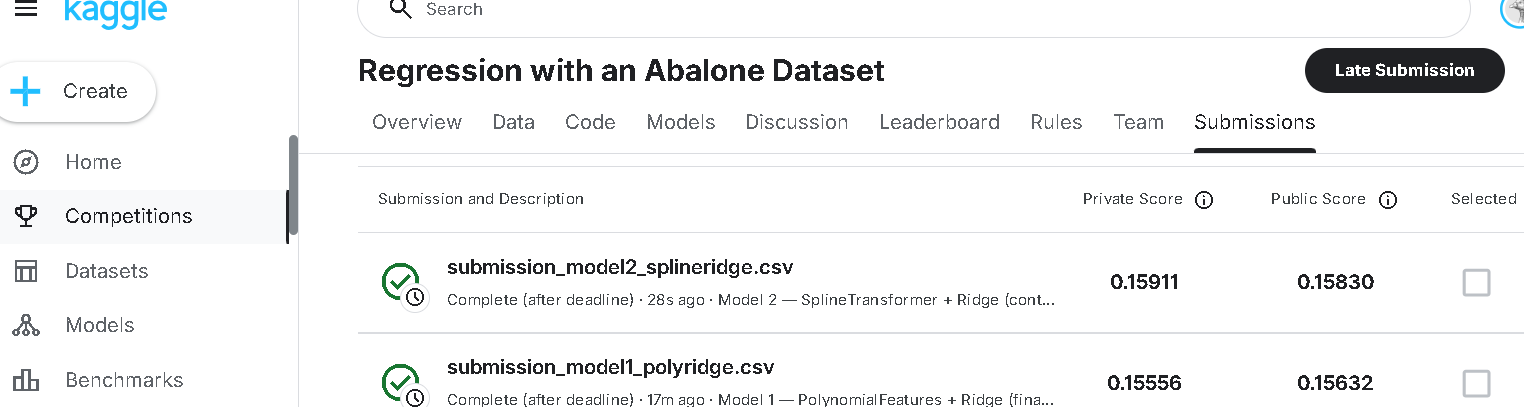 kaggle
Search
Create
Home
Competitions
Datasets
Models
Benchmarks
Regression with an Abalone Dataset
Late Submission
Overview Data Code Models Discussion Leaderboard Rules Team Submissions
Submission and Description Private Score Public Score Selected
submission_model2_splineridge.csv
Complete (after deadline) · 28s ago · Model 2 — SplineTransformer + Ridge (cont...
0.15911 0.15830
submission_model1_polyridge.csv
Complete (after deadline) · 17m ago · Model 1 — PolynomialFeatures + Ridge (fina...
0.15556 0.15632